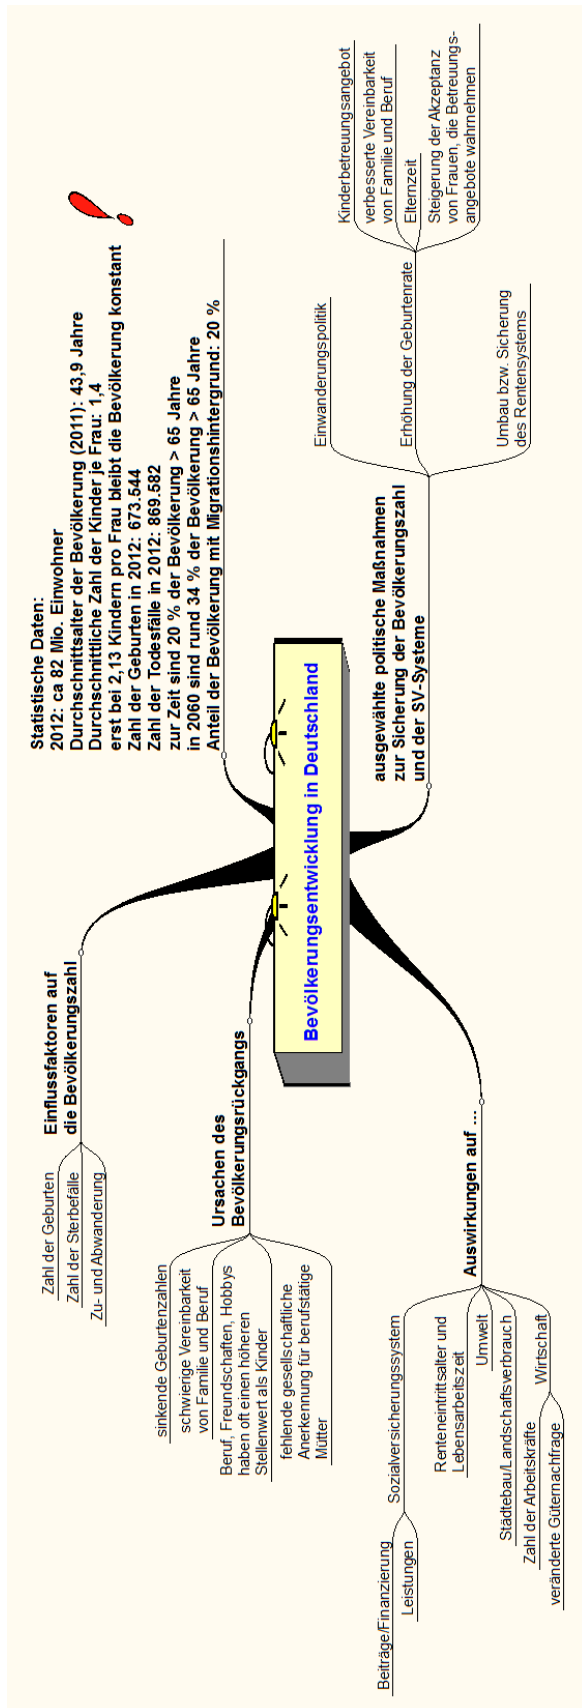 Bevölkerungsentwicklung in Deutschland
Einflussfaktoren auf
die Bevölkerungszahl
Zahl der Geburten
Zahl der Sterbefälle
Zu- und Abwanderung
Ursachen des
Bevölkerungsrückgangs
sinkende Geburtenzahlen
schwierige Vereinbarkeit
von Familie und Beruf
Beruf, Freundschaften, Hobbys
haben oft einen höheren
Stellenwert als Kinder
fehlende gesellschaftliche
Anerkennung für berufstätige
Mütter
Auswirkungen auf ...
Sozialversicherungssystem
Beiträge/Finanzierung
Leistungen
Renteneintrittsalter und
Lebensarbeitszeit
Umwelt
Städtebau/Landschaftsverbrauch
Wirtschaft
Zahl der Arbeitskräfte
veränderte Güternachfrage
Statistische Daten:
2012: ca 82 Mio. Einwohner
Durchschnittsalter der Bevölkerung (2011): 43,9 Jahre
Durchschnittliche Zahl der Kinder je Frau: 1,4
erst bei 2,13 Kindern pro Frau bleibt die Bevölkerung konstant
Zahl der Geburten in 2012: 673.544
Zahl der Todesfälle in 2012: 869.582
zur Zeit sind 20 % der Bevölkerung > 65 Jahre
in 2060 sind rund 34 % der Bevölkerung > 65 Jahre
Anteil der Bevölkerung mit Migrationshintergrund: 20 %
ausgewählte politische Maßnahmen
zur Sicherung der Bevölkerungszahl
und der SV-Systeme
Einwanderungspolitik
Erhöhung der Geburtenrate
Kinderbetreuungsangebot
verbesserte Vereinbarkeit
von Familie und Beruf
Elternzeit
Steigerung der Akzeptanz
von Frauen, die Betreuungs-
angebote wahrnehmen
Umbau bzw. Sicherung
des Rentensystems